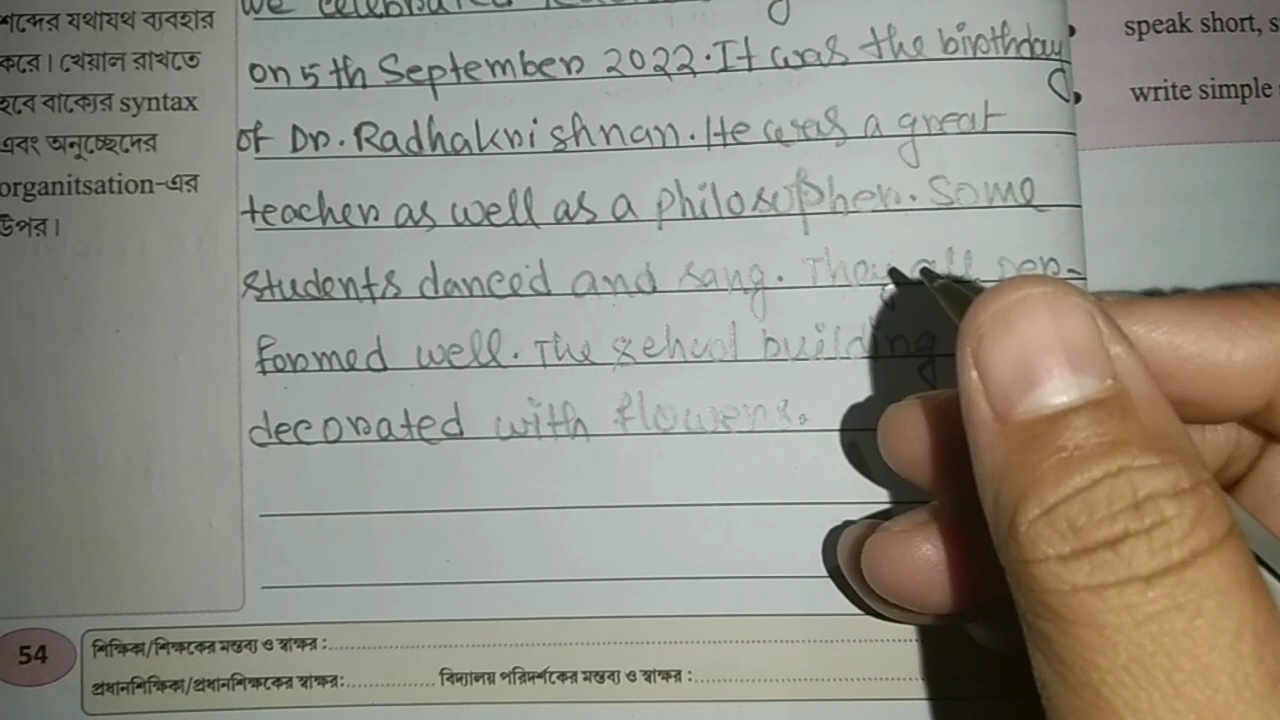 শব্দের যথাযথ ব্যবহার
করে। খেয়াল রাখতে
হবে বাক্যের syntax
এবং অনুচ্ছেদের
organitsation-এর
উপর।
we celebrated
on 5th September 2022. It was the birthday
of Dr. Radhakrishnan. He was a great
teacher as well as a philosopher. Some
students danced and sang. They all per-
formed well. The school building
decorated with flowers.
speak short, s
write simple
54
শিক্ষিকা/শিক্ষকের মন্তব্য ও স্বাক্ষর :
প্রধানশিক্ষিকা/প্রধানশিক্ষকের স্বাক্ষর: বিদ্যালয় পরিদর্শকের মন্তব্য ও স্বাক্ষর :